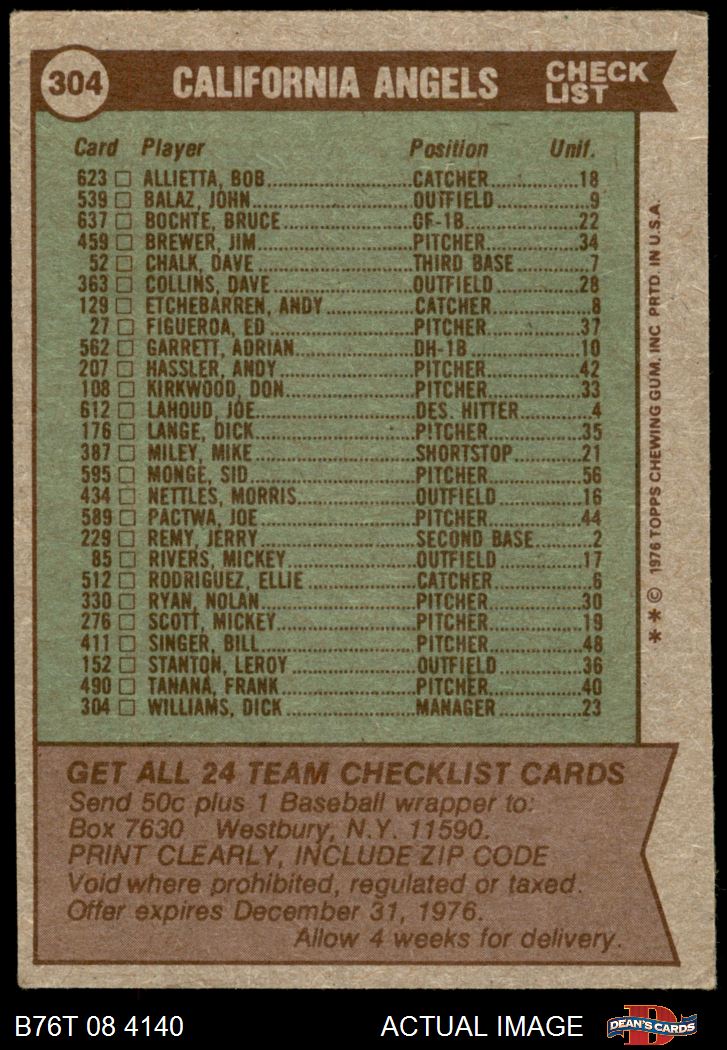 304 CALIFORNIA ANGELS CHECK LIST
Card Player Position Unif.
623 □ ALLIETTA, BOB CATCHER 18
539 □ BALAZ, JOHN OUTFIELD 9
637 □ BOCHTE, BRUCE OF-1B 22
459 □ BREWER, JIM PITCHER 34
52 □ CHALK, DAVE THIRD BASE 7
363 □ COLLINS, DAVE OUTFIELD 28
129 □ ETCHEBARREN, ANDY CATCHER 8
27 □ FIGUEROA, ED PITCHER 37
562 □ GARRETT, ADRIAN DH-1B 10
207 □ HASSLER, ANDY PITCHER 42
108 □ KIRKWOOD, DON PITCHER 33
612 □ LAHOUD, JOE DES. HITTER 4
176 □ LANGE, DICK PITCHER 35
387 □ MILEY, MIKE SHORTSTOP 21
595 □ MONGE, SID PITCHER 56
434 □ NETTLES, MORRIS OUTFIELD 16
589 □ PACTWA, JOE PITCHER 44
229 □ REMY, JERRY SECOND BASE 2
85 □ RIVERS, MICKEY OUTFIELD 17
512 □ RODRIGUEZ, ELLIE CATCHER 6
330 □ RYAN, NOLAN PITCHER 30
276 □ SCOTT, MICKEY PITCHER 19
411 □ SINGER, BILL PITCHER 48
152 □ STANTON, LEROY OUTFIELD 36
490 □ TANANA, FRANK PITCHER 40
304 □ WILLIAMS, DICK MANAGER 23
** © 1976 TOPPS CHEWING GUM, INC PRTD. IN U.S.A.
GET ALL 24 TEAM CHECKLIST CARDS
Send 50c plus 1 Baseball wrapper to:
Box 7630 Westbury, N.Y. 11590.
PRINT CLEARLY, INCLUDE ZIP CODE
Void where prohibited, regulated or taxed.
Offer expires December 31, 1976.
Allow 4 weeks for delivery.
B76T 08 4140 ACTUAL IMAGE D DEAN'S CARDS